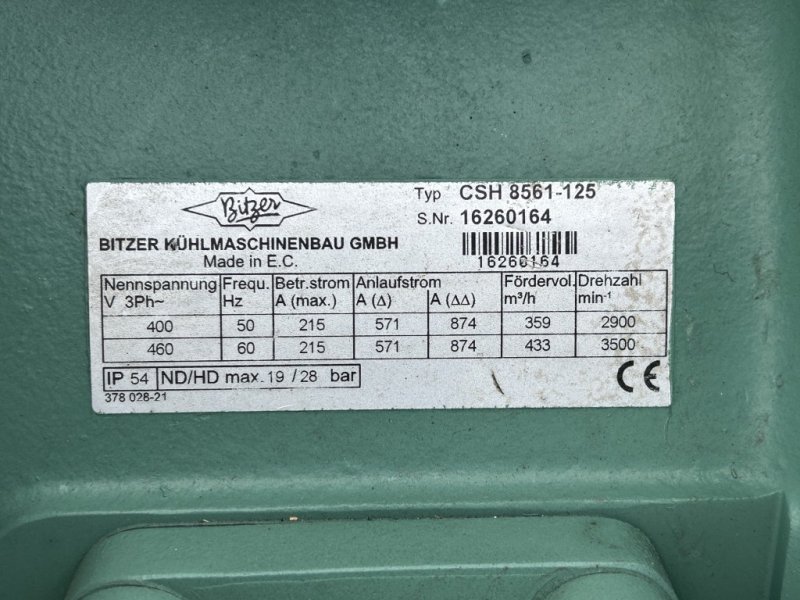 Bitzer
Typ CSH 8561-125
S.Nr. 16260164
BITZER KÜHLMASCHINENBAU GMBH
Made in E.C.
16260164
Nennspannung Frequ. Betr.strom Anlaufstrom Fördervol. Drehzahl
V 3Ph~ Hz A (max.) A (Δ) A (ΔΔ) m³/h min⁻¹
400 50 215 571 874 359 2900
460 60 215 571 874 433 3500
IP 54 ND/HD max. 19 / 28 bar
CE
378 028-21